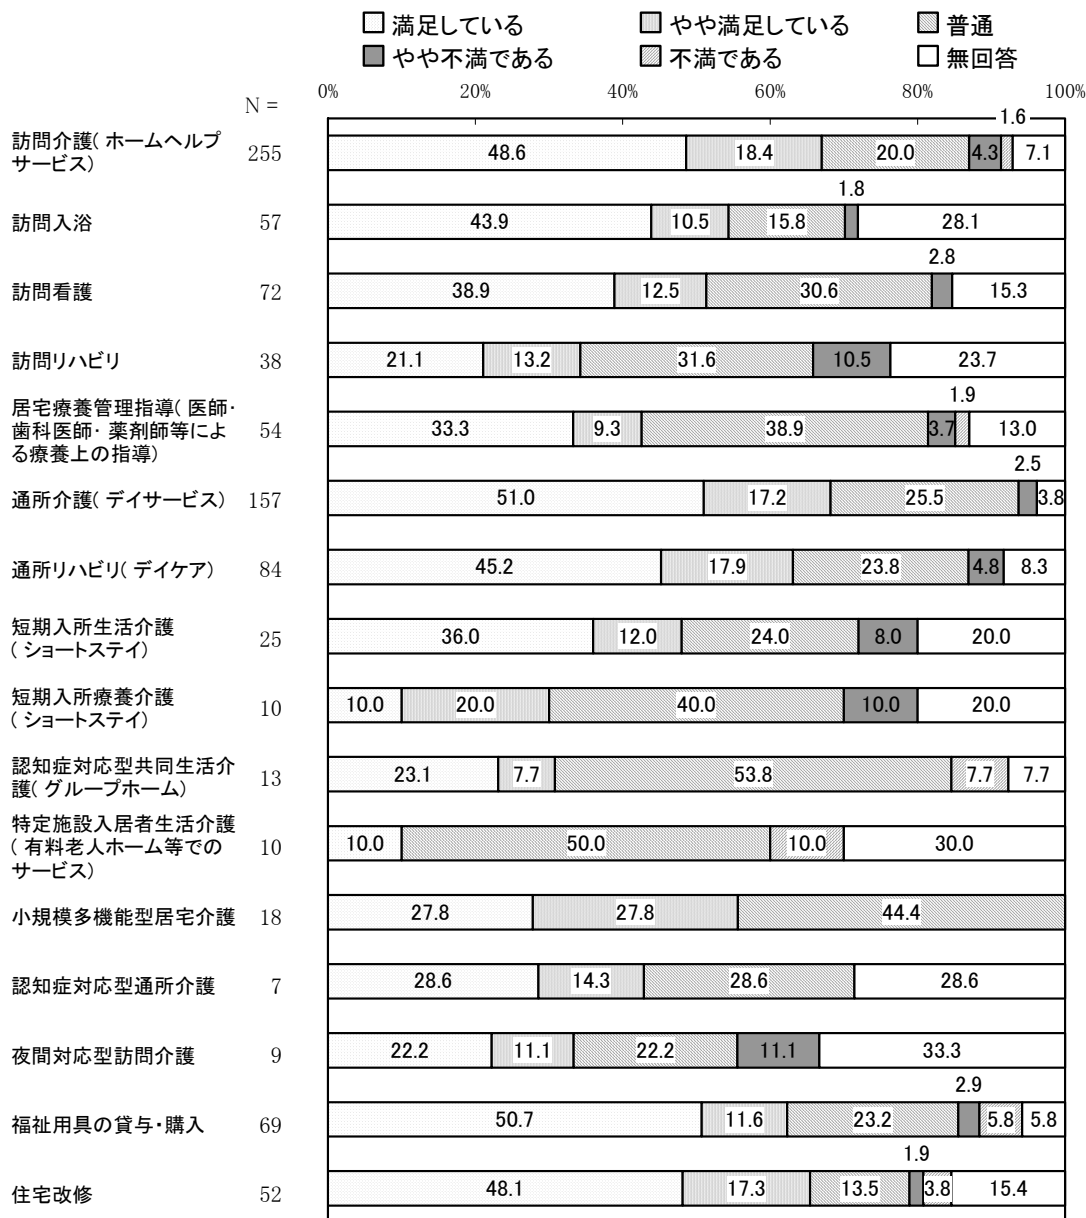 満足している やや満足している 普通
やや不満である 不満である 無回答
N =
0% 20% 40% 60% 80% 100%
1.6
訪問介護( ホームヘルプ
サービス)
255
48.6 18.4 20.0 4.3 7.1
1.8
訪問入浴 57 43.9 10.5 15.8 28.1
2.8
訪問看護 72 38.9 12.5 30.6 15.3
訪問リハビリ 38 21.1 13.2 31.6 10.5 23.7
1.9
居宅療養管理指導( 医師・
歯科医師・ 薬剤師等によ
る療養上の指導)
54
33.3 9.3 38.9 3.7 13.0
2.5
通所介護( デイサービス) 157 51.0 17.2 25.5 3.8
通所リハビリ( デイケア) 84 45.2 17.9 23.8 4.8 8.3
短期入所生活介護
( ショートステイ)
25
36.0 12.0 24.0 8.0 20.0
短期入所療養介護
( ショートステイ)
10
10.0 20.0 40.0 10.0 20.0
認知症対応型共同生活介
護( グループホーム)
13
23.1 7.7 53.8 7.7 7.7
特定施設入居者生活介護
( 有料老人ホーム等での
サービス)
10
10.0 50.0 10.0 30.0
小規模多機能型居宅介護 18 27.8 27.8 44.4
認知症対応型通所介護 7 28.6 14.3 28.6 28.6
夜間対応型訪問介護 9 22.2 11.1 22.2 11.1 33.3
2.9
福祉用具の貸与・購入 69 50.7 11.6 23.2 5.8 5.8
1.9
住宅改修 52 48.1 17.3 13.5 3.8 15.4